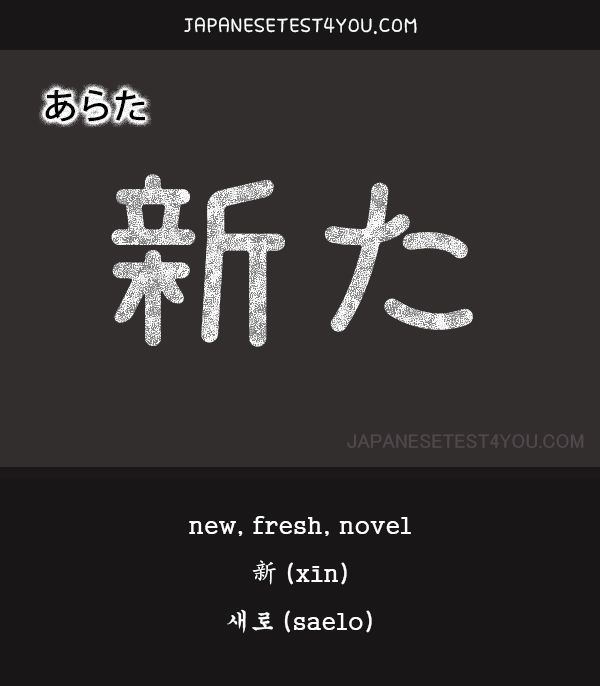 JAPANESETEST4YOU.COM
あらた
新た
JAPANESETEST4YOU.COM
new, fresh, novel
新 (xīn)
새로 (saelo)